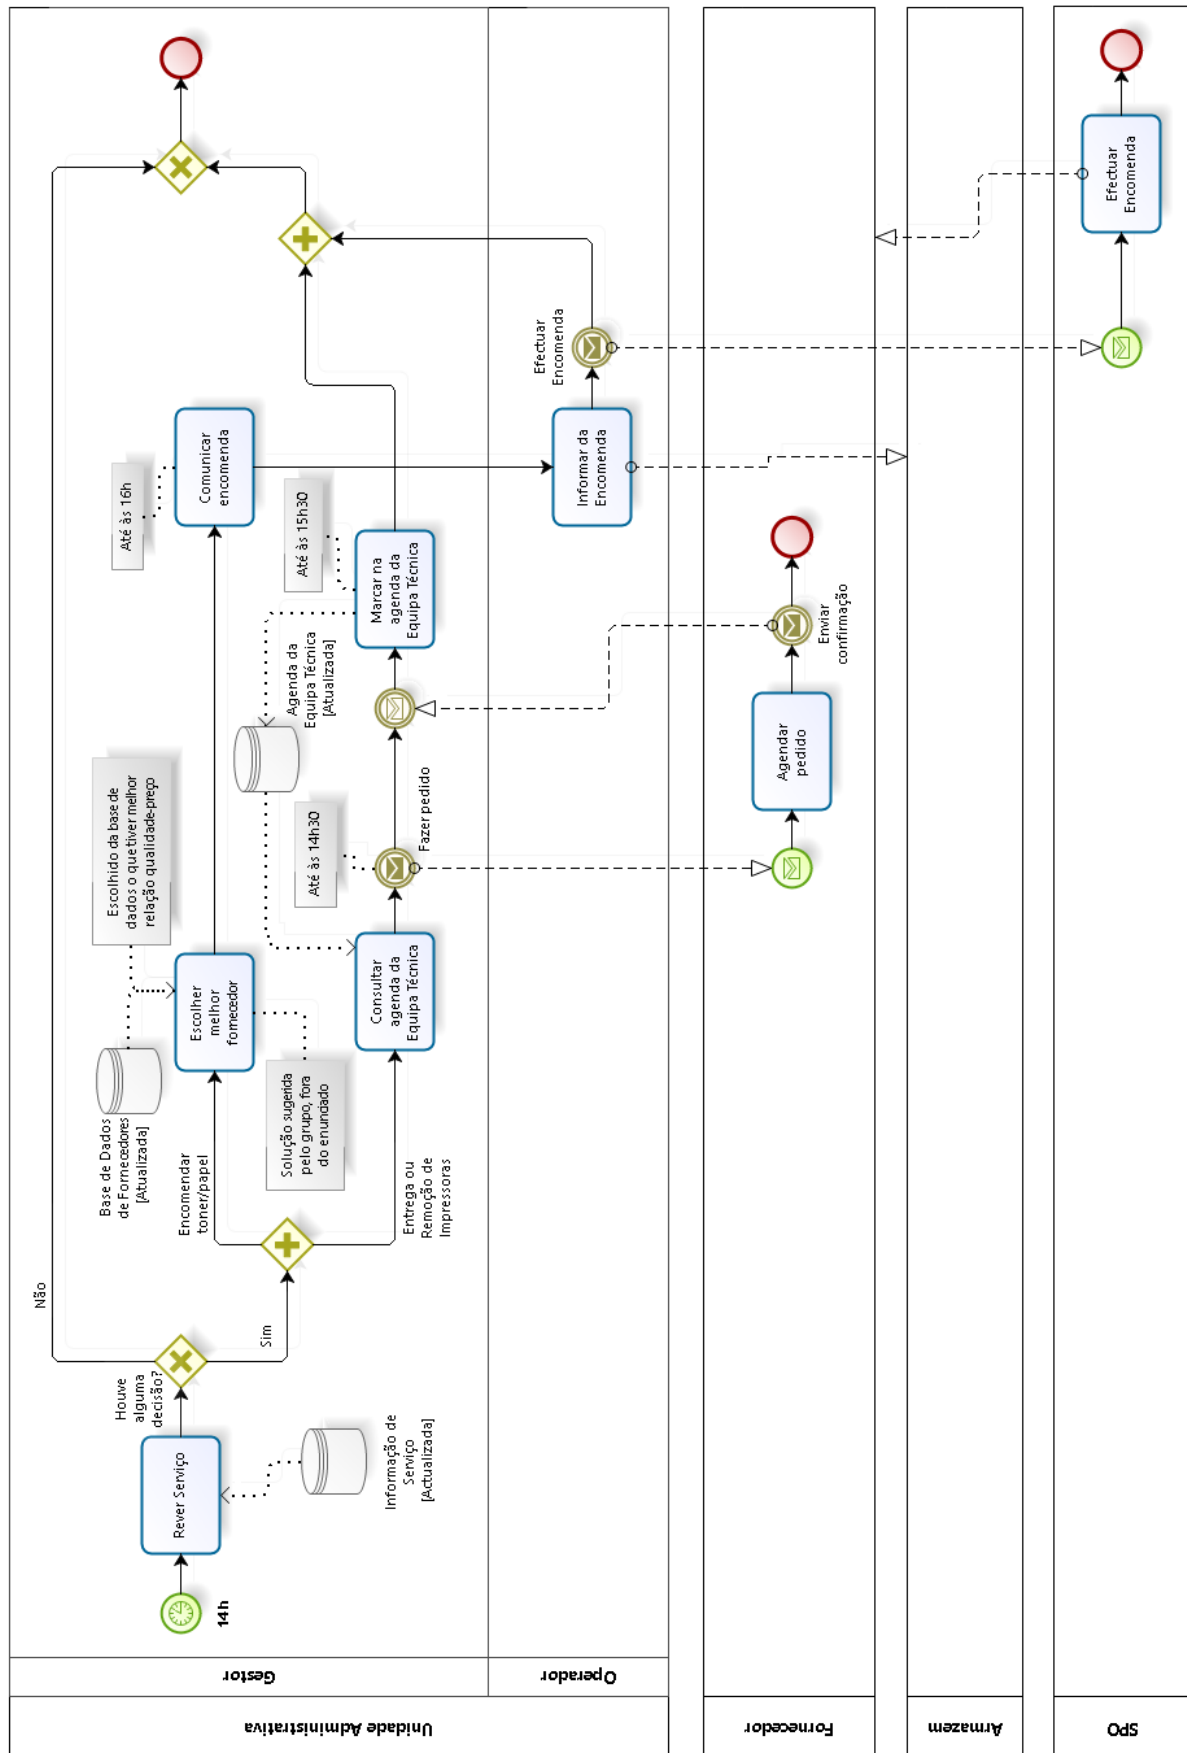 Unidade Administrativa
Gestor
Operador
Fornecedor
Armazem
SPO
14h
Rever Serviço
Informação de
Serviço
[Actualizada]
Houve
alguma
decisão?
Não
Sim
Encomendar
toner/papel
Entrega ou
Remoção de
Impressoras
Base de Dados
de Fornecedores
[Atualizada]
Solução sugerida
pelo grupo, fora
do enunciado
Escolher
melhor
fornecedor
Escolhido da base de
dados o que tiver melhor
relação qualidade-preço
Consultar
agenda da
Equipa Técnica
Até às 14h30
Fazer pedido
Agenda da
Equipa Técnica
[Atualizada]
Marcar na
agenda da
Equipa Técnica
Até às 15h30
Até às 16h
Comunicar
encomenda
Informar da
Encomenda
Efectuar
Encomenda
Agendar
pedido
Enviar
confirmação
Efectuar
Encomenda